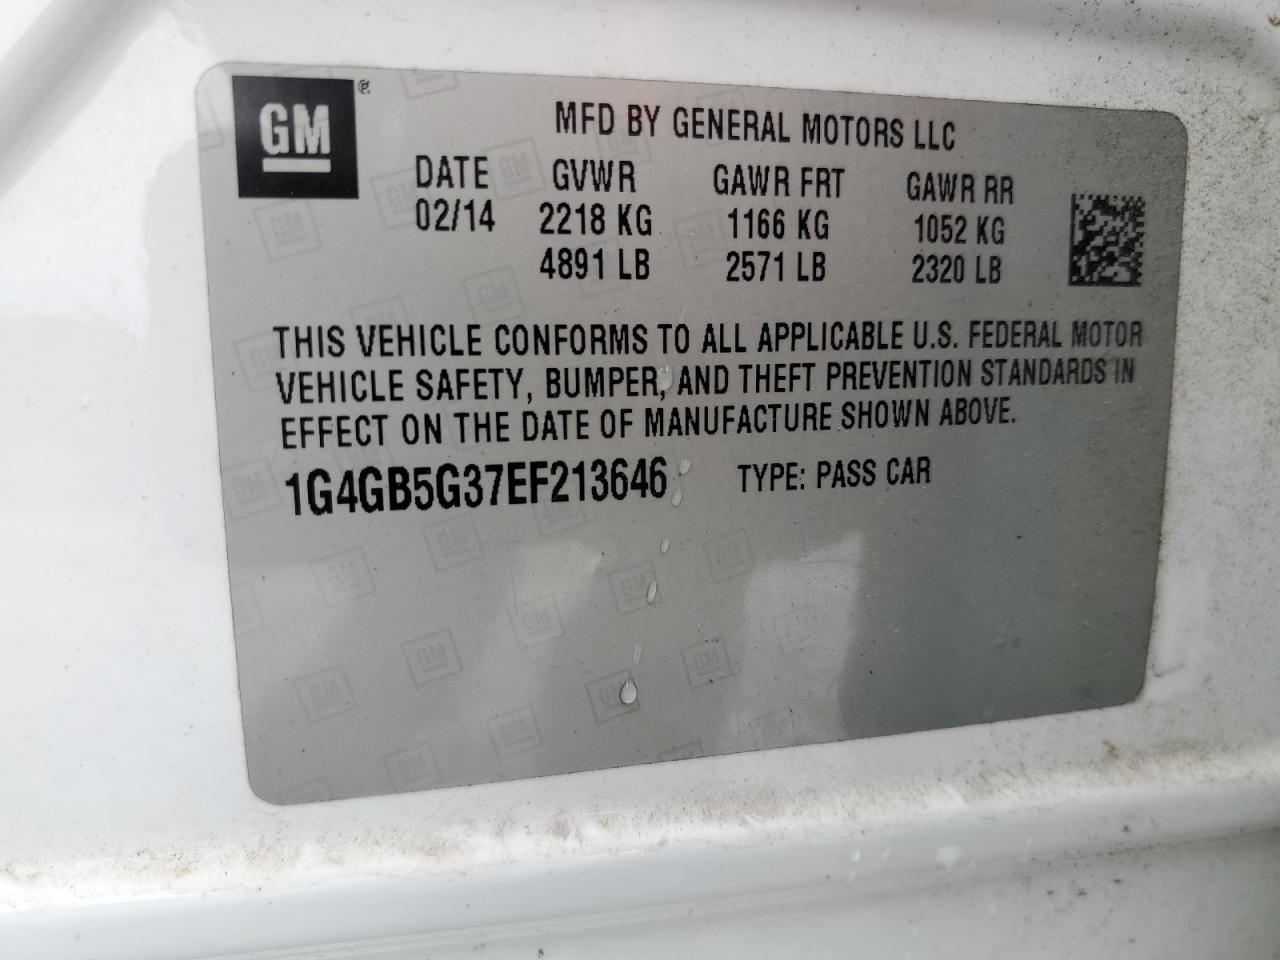 GM ®
MFD BY GENERAL MOTORS LLC
DATE GVWR GAWR FRT GAWR RR
02/14 2218 KG 1166 KG 1052 KG
4891 LB 2571 LB 2320 LB
THIS VEHICLE CONFORMS TO ALL APPLICABLE U.S. FEDERAL MOTOR
VEHICLE SAFETY, BUMPER, AND THEFT PREVENTION STANDARDS IN
EFFECT ON THE DATE OF MANUFACTURE SHOWN ABOVE.
1G4GB5G37EF213646 TYPE: PASS CAR